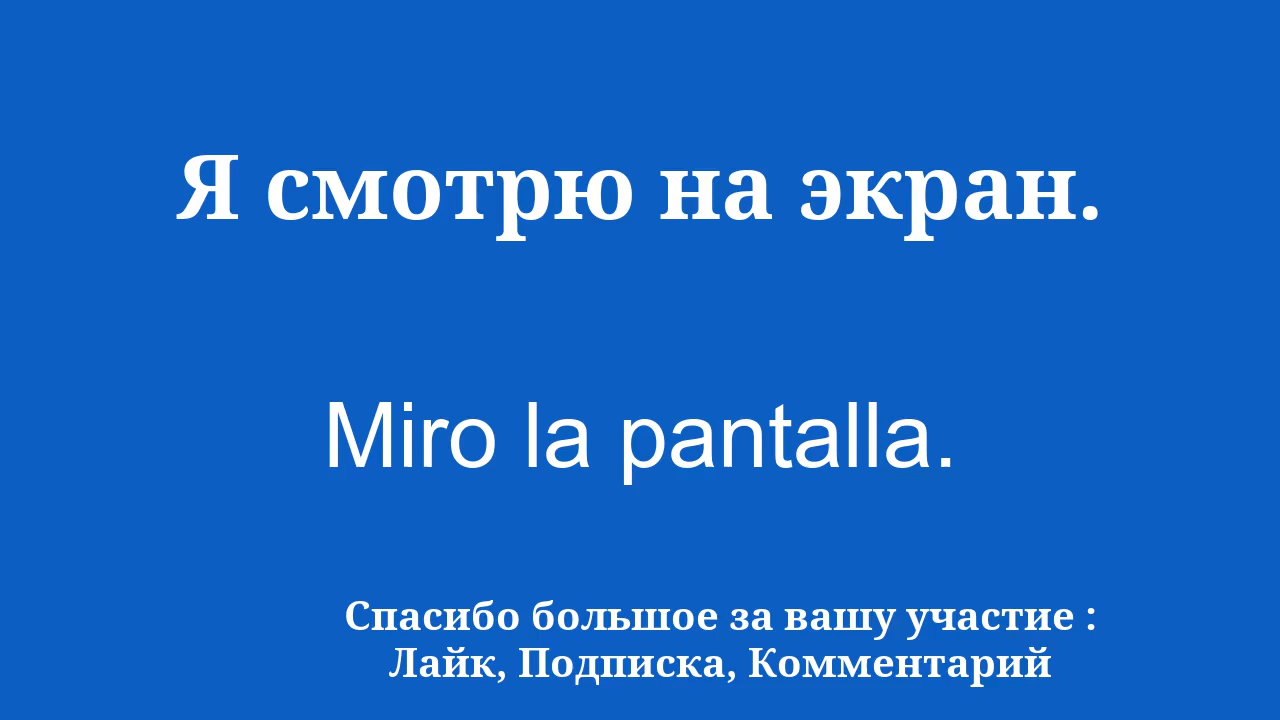 Я смотрю на экран.
Miro la pantalla.
Спасибо большое за вашу участие :
Лайк, Подписка, Комментарий